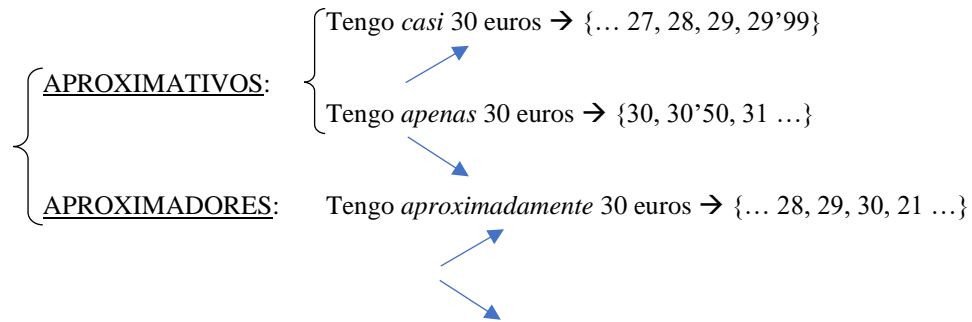 Tengo casi 30 euros → {… 27, 28, 29, 29’99}
APROXIMATIVOS:
Tengo apenas 30 euros → {30, 30’50, 31 …}
APROXIMADORES: Tengo aproximadamente 30 euros → {… 28, 29, 30, 21 …}